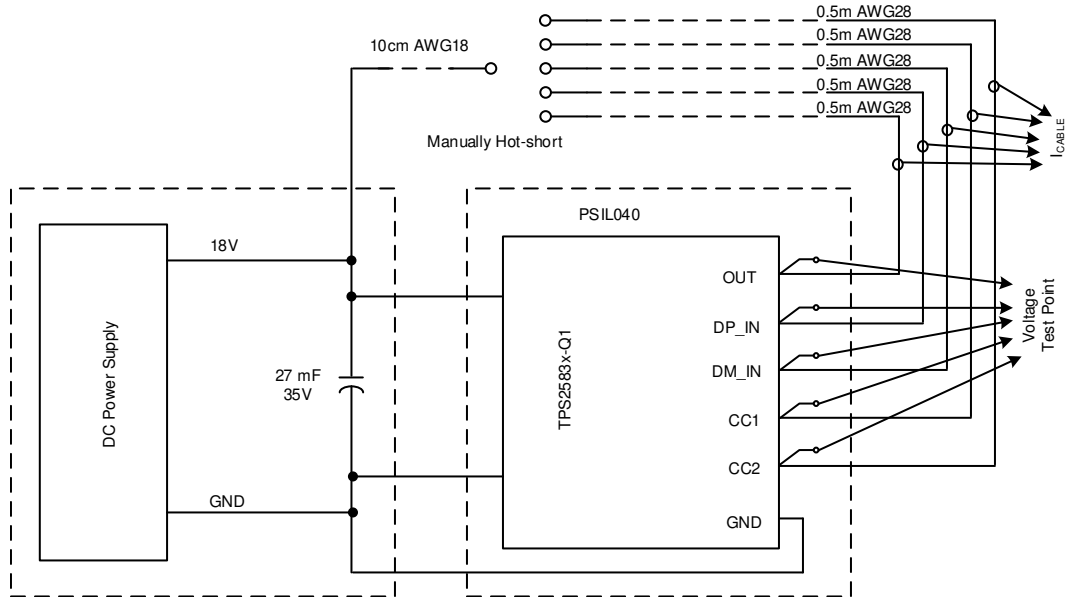 0.5m AWG28
0.5m AWG28
0.5m AWG28
0.5m AWG28
0.5m AWG28
10cm AWG18
Manually Hot-short
ICABLE
PSIL040
18V
DC Power Supply
27 mF
35V
GND
TPS2583x-Q1
OUT
DP_IN
DM_IN
CC1
CC2
GND
Voltage
Test Point